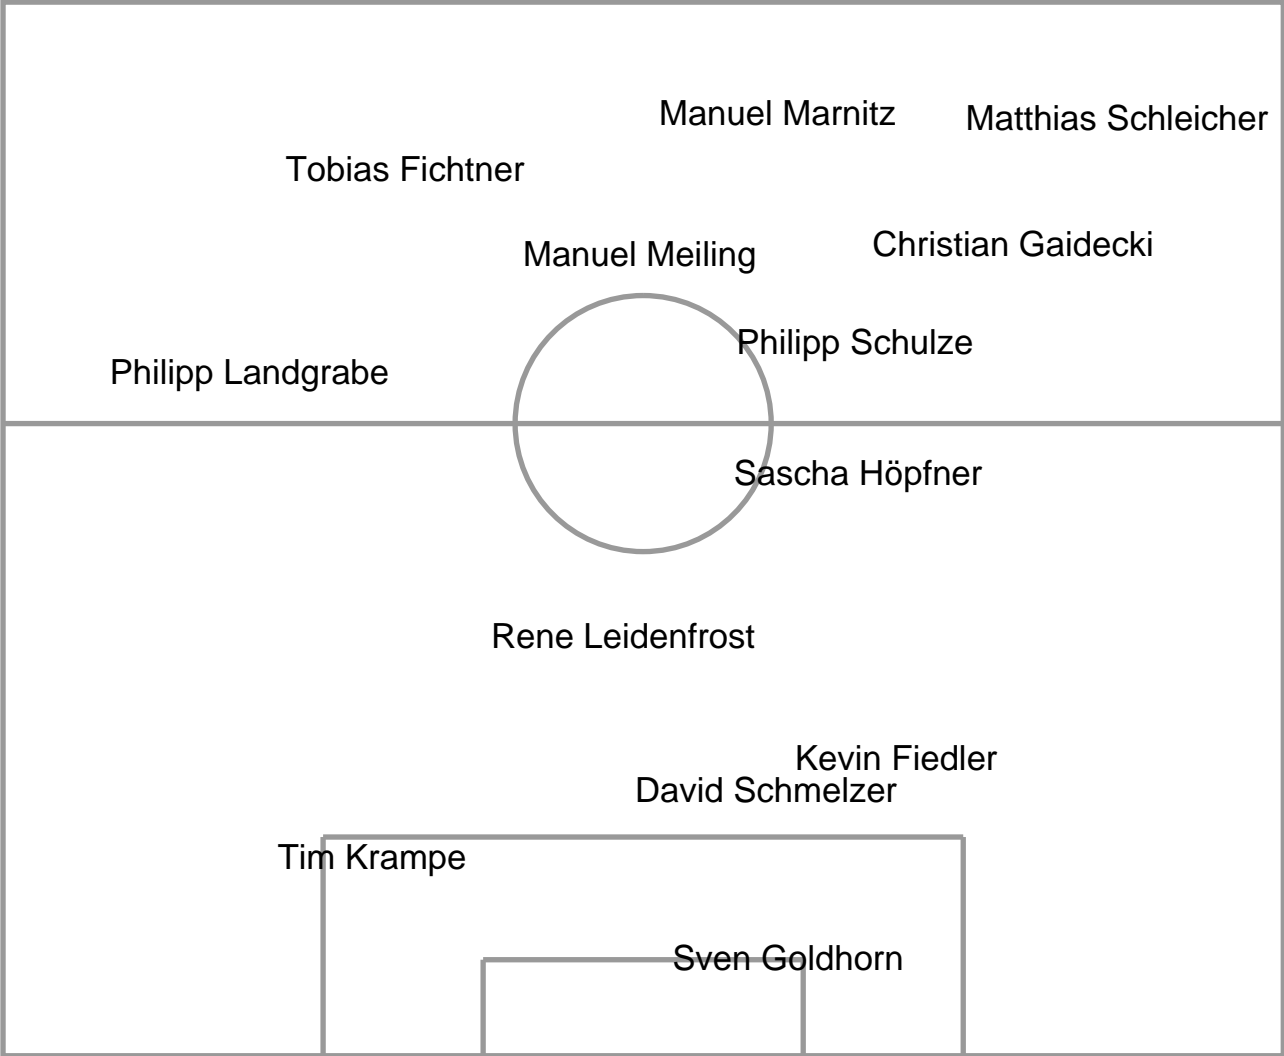 Manuel Marnitz
Matthias Schleicher
Tobias Fichtner
Christian Gaidecki
Manuel Meiling
Philipp Schulze
Philipp Landgrabe
Sascha Höpfner
Rene Leidenfrost
Kevin Fiedler
David Schmelzer
Tim Krampe
Sven Goldhorn